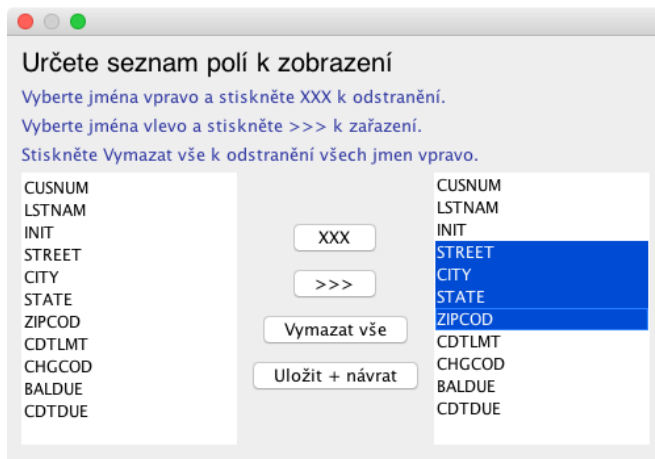 Určete seznam polí k zobrazení
Vyberte jména vpravo a stiskněte XXX k odstranění.
Vyberte jména vlevo a stiskněte >>> k zařazení.
Stiskněte Vymazat vše k odstranění všech jmen vpravo.
CUSNUM
LSTNAM
INIT
STREET
CITY
STATE
ZIPCOD
CDTLMT
CHGCOD
BALDUE
CDTDUE
XXX
>>>
Vymazat vše
Uložit + návrat
CUSNUM
LSTNAM
INIT
STREET
CITY
STATE
ZIPCOD
CDTLMT
CHGCOD
BALDUE
CDTDUE